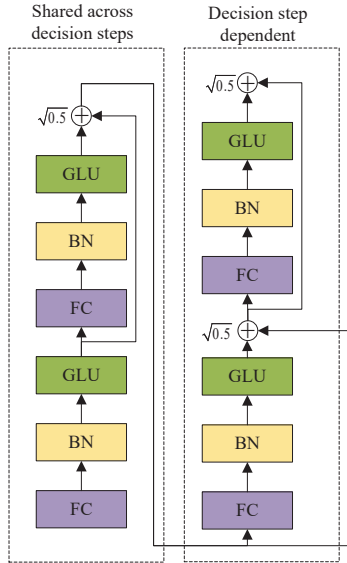 Shared across
decision steps
√0.5
GLU
BN
FC
GLU
BN
FC
Decision step
dependent
√0.5
GLU
BN
FC
√0.5
GLU
BN
FC